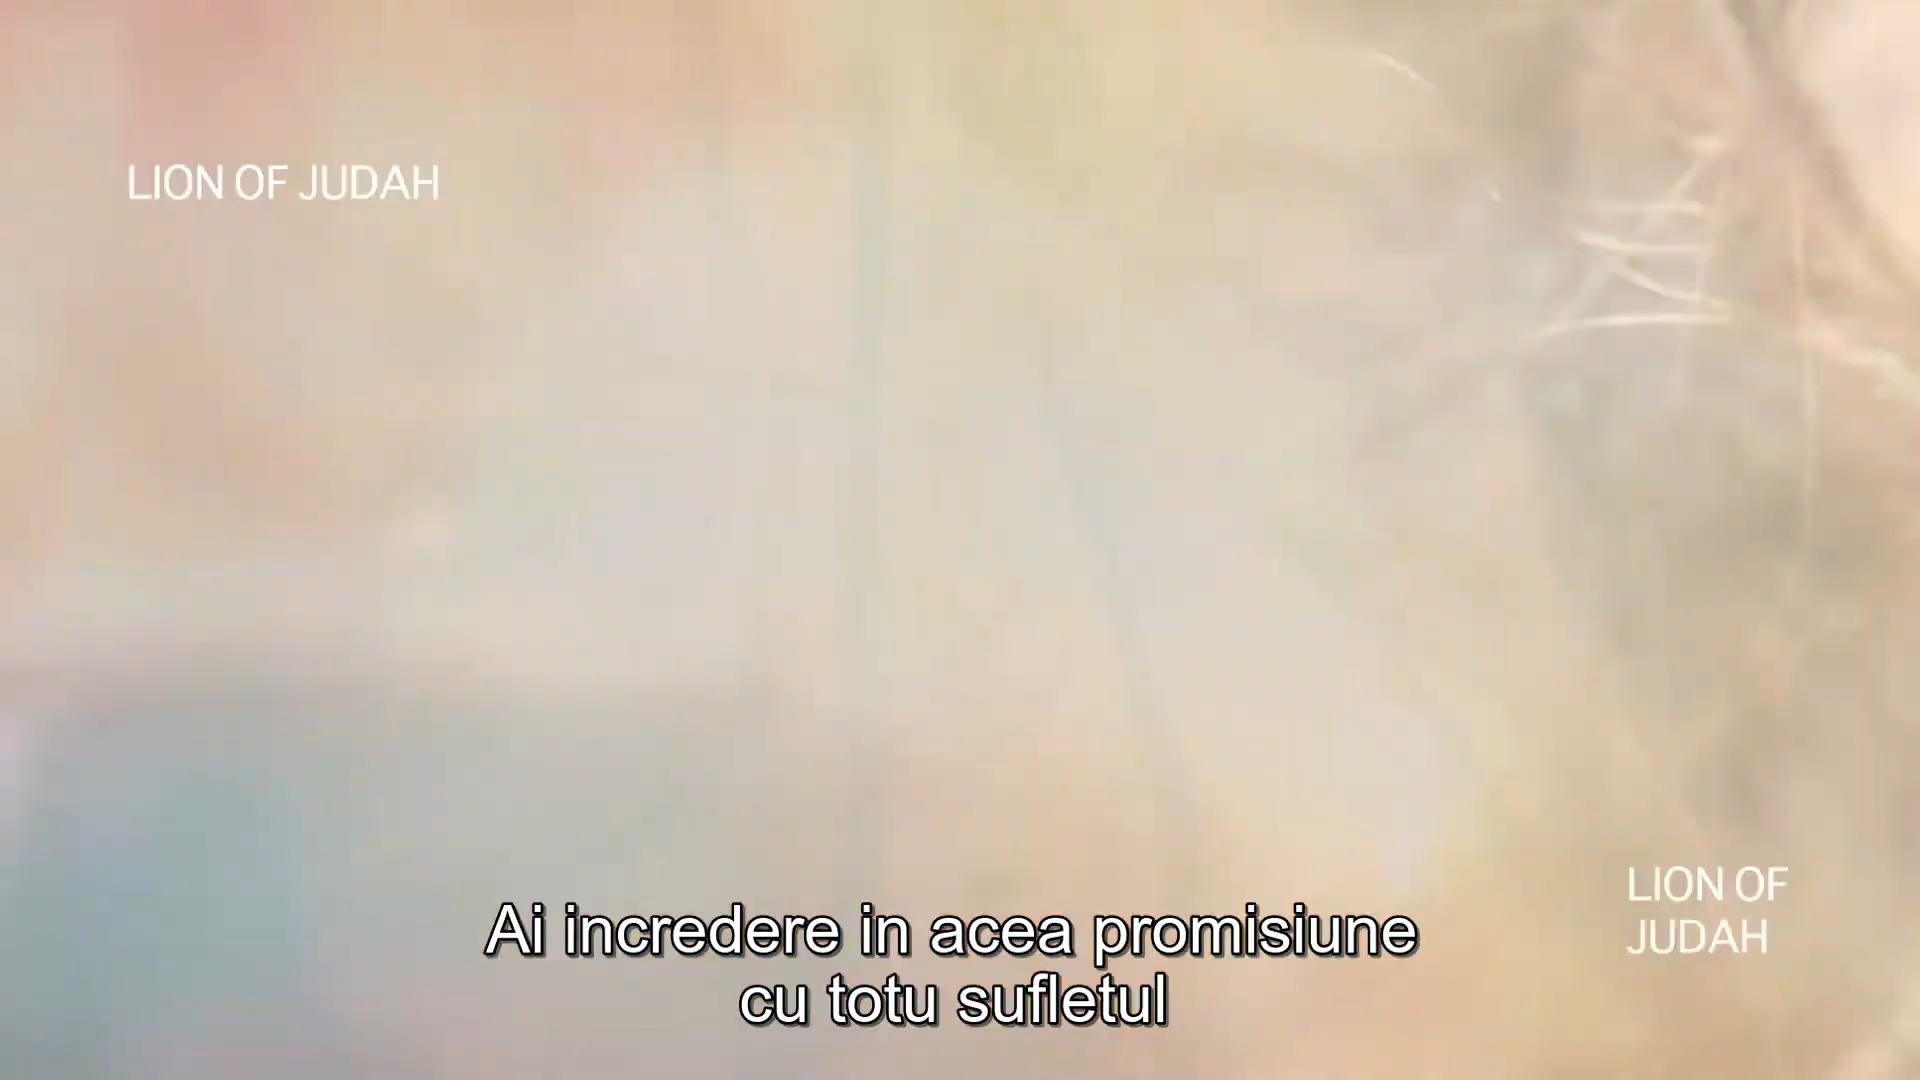 LION OF JUDAH
LION OF
JUDAH
Ai incredere in acea promisiune
cu totu sufletul